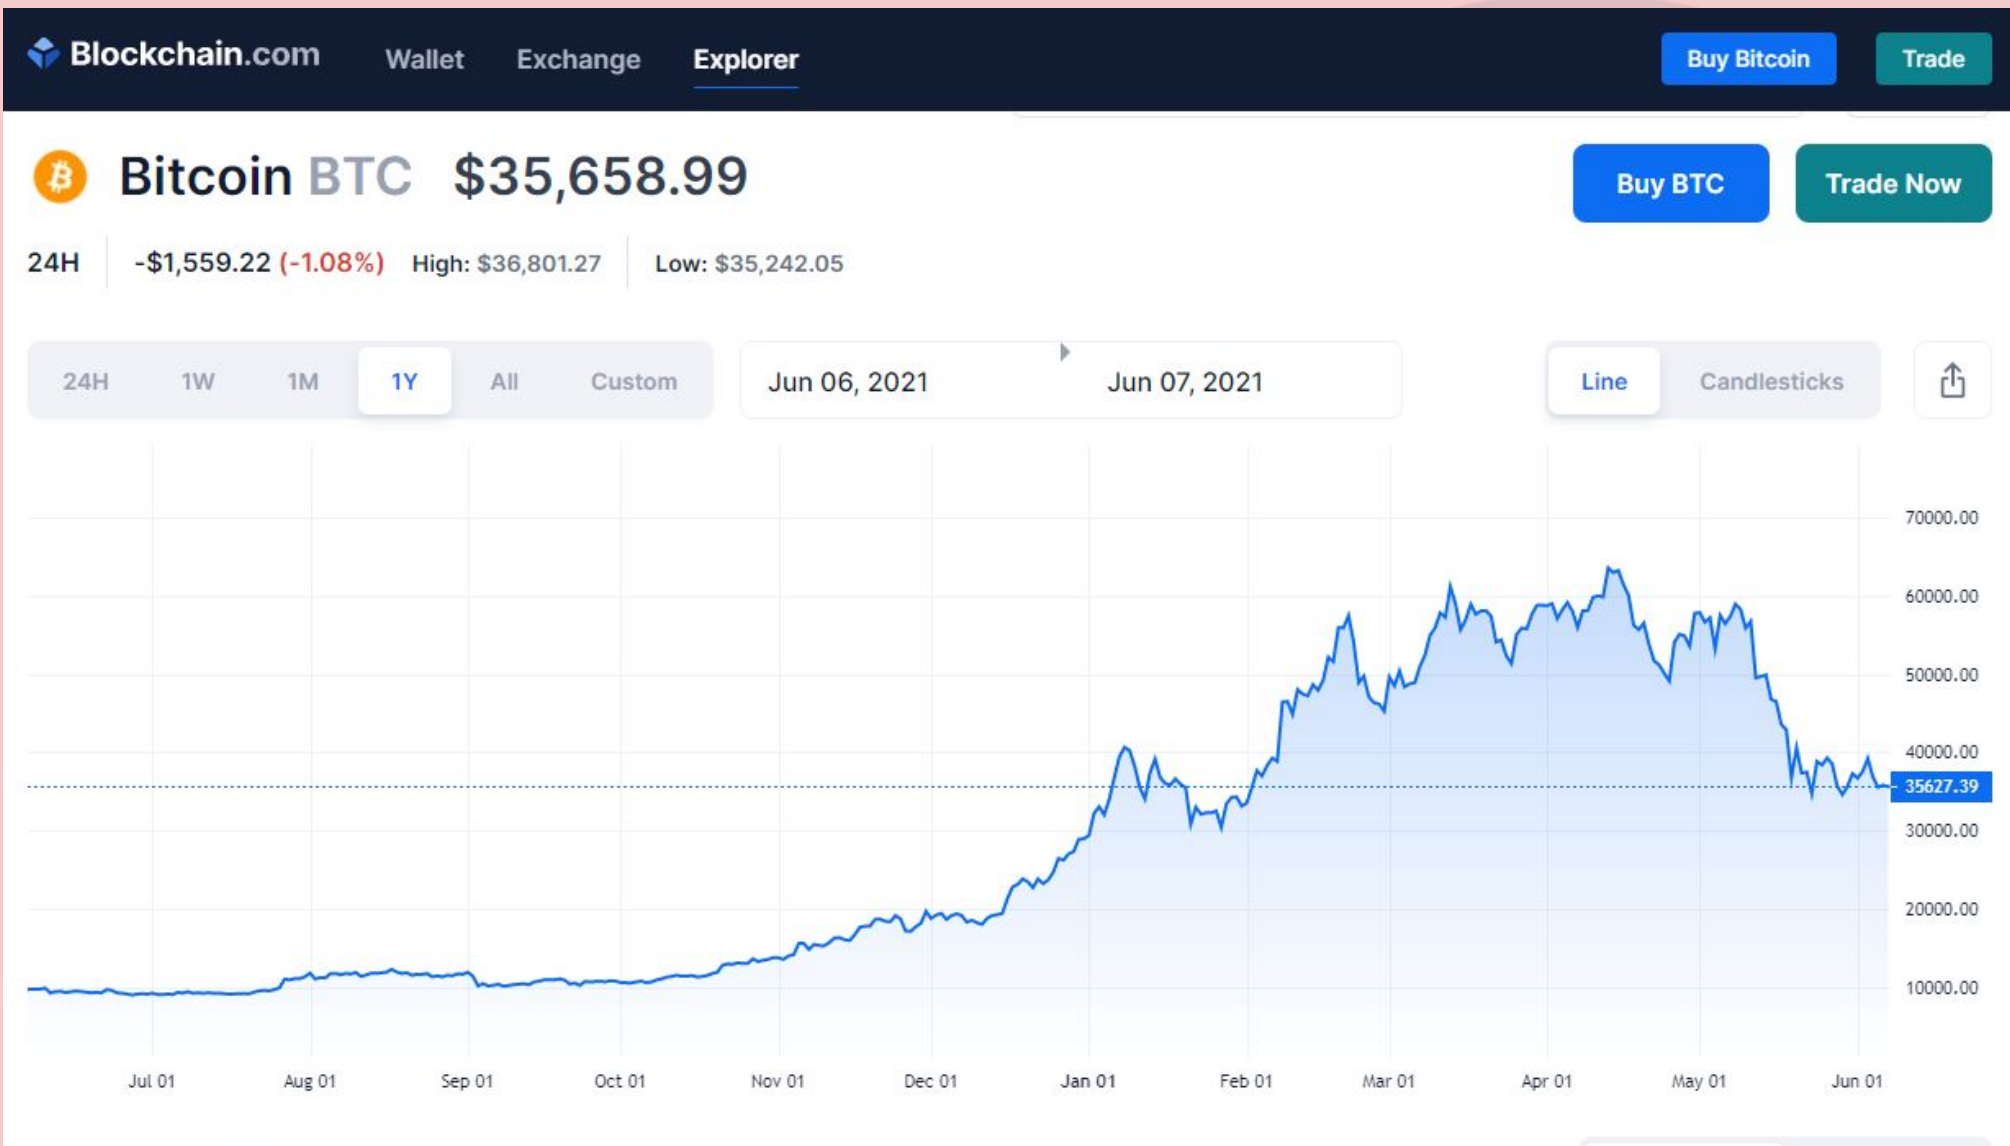 Blockchain.com Wallet Exchange Explorer Buy Bitcoin Trade
Bitcoin BTC $35,658.99 Buy BTC Trade Now
24H -$1,559.22 (-1.08%) High: $36,801.27 Low: $35,242.05
24H 1W 1M 1Y All Custom Jun 06, 2021 Jun 07, 2021 Line Candlesticks
70000.00
60000.00
50000.00
40000.00
35627.39
30000.00
20000.00
10000.00
Jul 01 Aug 01 Sep 01 Oct 01 Nov 01 Dec 01 Jan 01 Feb 01 Mar 01 Apr 01 May 01 Jun 01